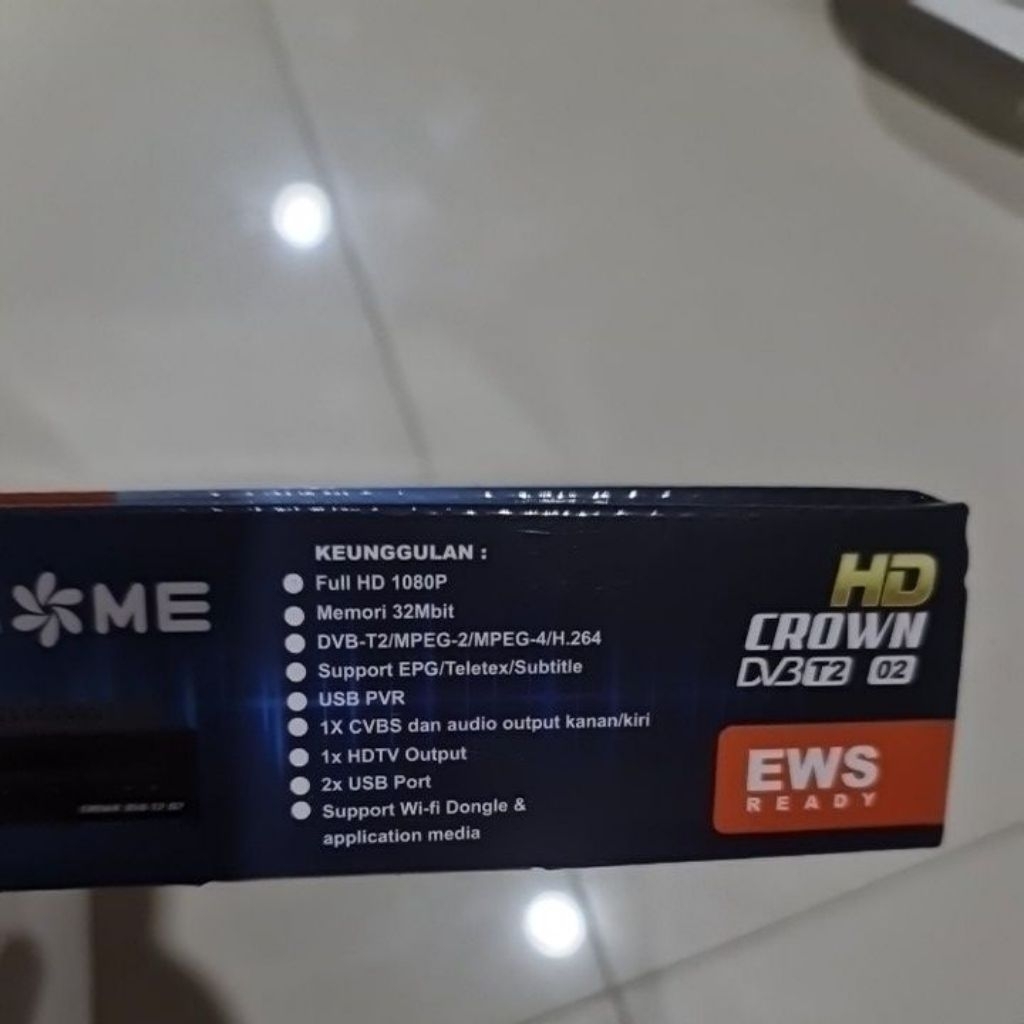 ME
KEUNGGULAN :
Full HD 1080P
Memori 32Mbit
DVB-T2/MPEG-2/MPEG-4/H.264
Support EPG/Teletex/Subtitle
USB PVR
1X CVBS dan audio output kanan/kiri
1x HDTV Output
2x USB Port
Support Wi-fi Dongle &
application media
HD
CROWN
DVB T2 02
EWS
READY